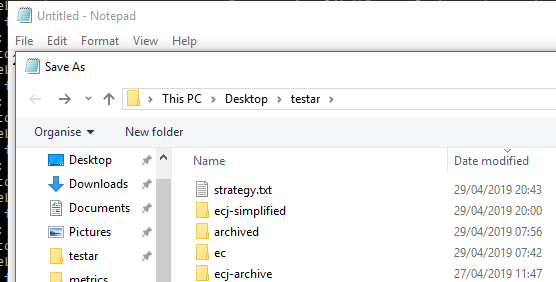 Untitled - Notepad
File Edit Format View Help
Save As
This PC > Desktop > testar >
Organise New folder
Name Date modified
Desktop
Downloads
Documents
Pictures
testar
metrics
strategy.txt 29/04/2019 20:43
ecj-simplified 29/04/2019 20:00
archived 29/04/2019 07:56
ec 29/04/2019 07:42
ecj-archive 27/04/2019 11:47